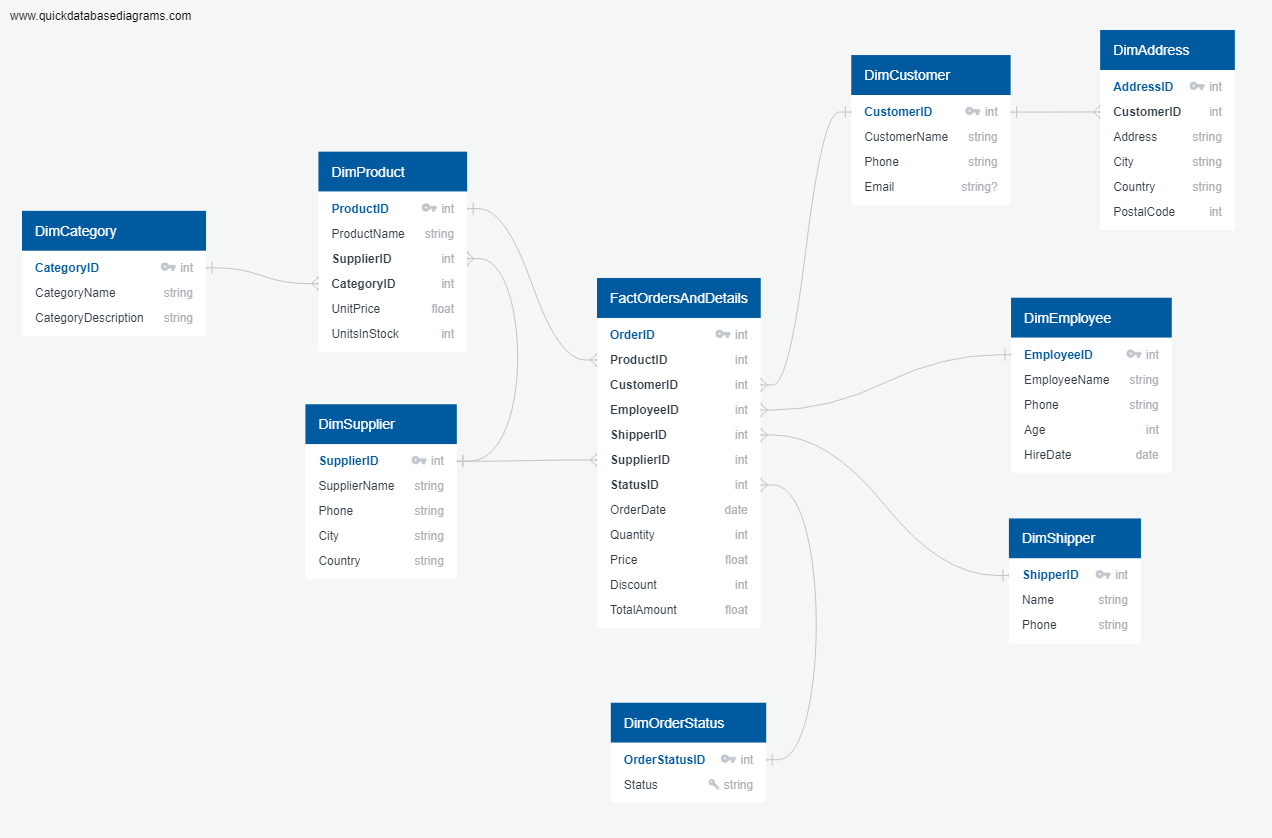 www.quickdatabasediagrams.com
DimCategory
CategoryID int
CategoryName string
CategoryDescription string
DimProduct
ProductID int
ProductName string
SupplierID int
CategoryID int
UnitPrice float
UnitsInStock int
DimSupplier
SupplierID int
SupplierName string
Phone string
City string
Country string
FactOrdersAndDetails
OrderID int
ProductID int
CustomerID int
EmployeeID int
ShipperID int
SupplierID int
StatusID int
OrderDate date
Quantity int
Price float
Discount int
TotalAmount float
DimOrderStatus
OrderStatusID int
Status string
DimCustomer
CustomerID int
CustomerName string
Phone string
Email string?
DimAddress
AddressID int
CustomerID int
Address string
City string
Country string
PostalCode int
DimEmployee
EmployeeID int
EmployeeName string
Phone string
Age int
HireDate date
DimShipper
ShipperID int
Name string
Phone string